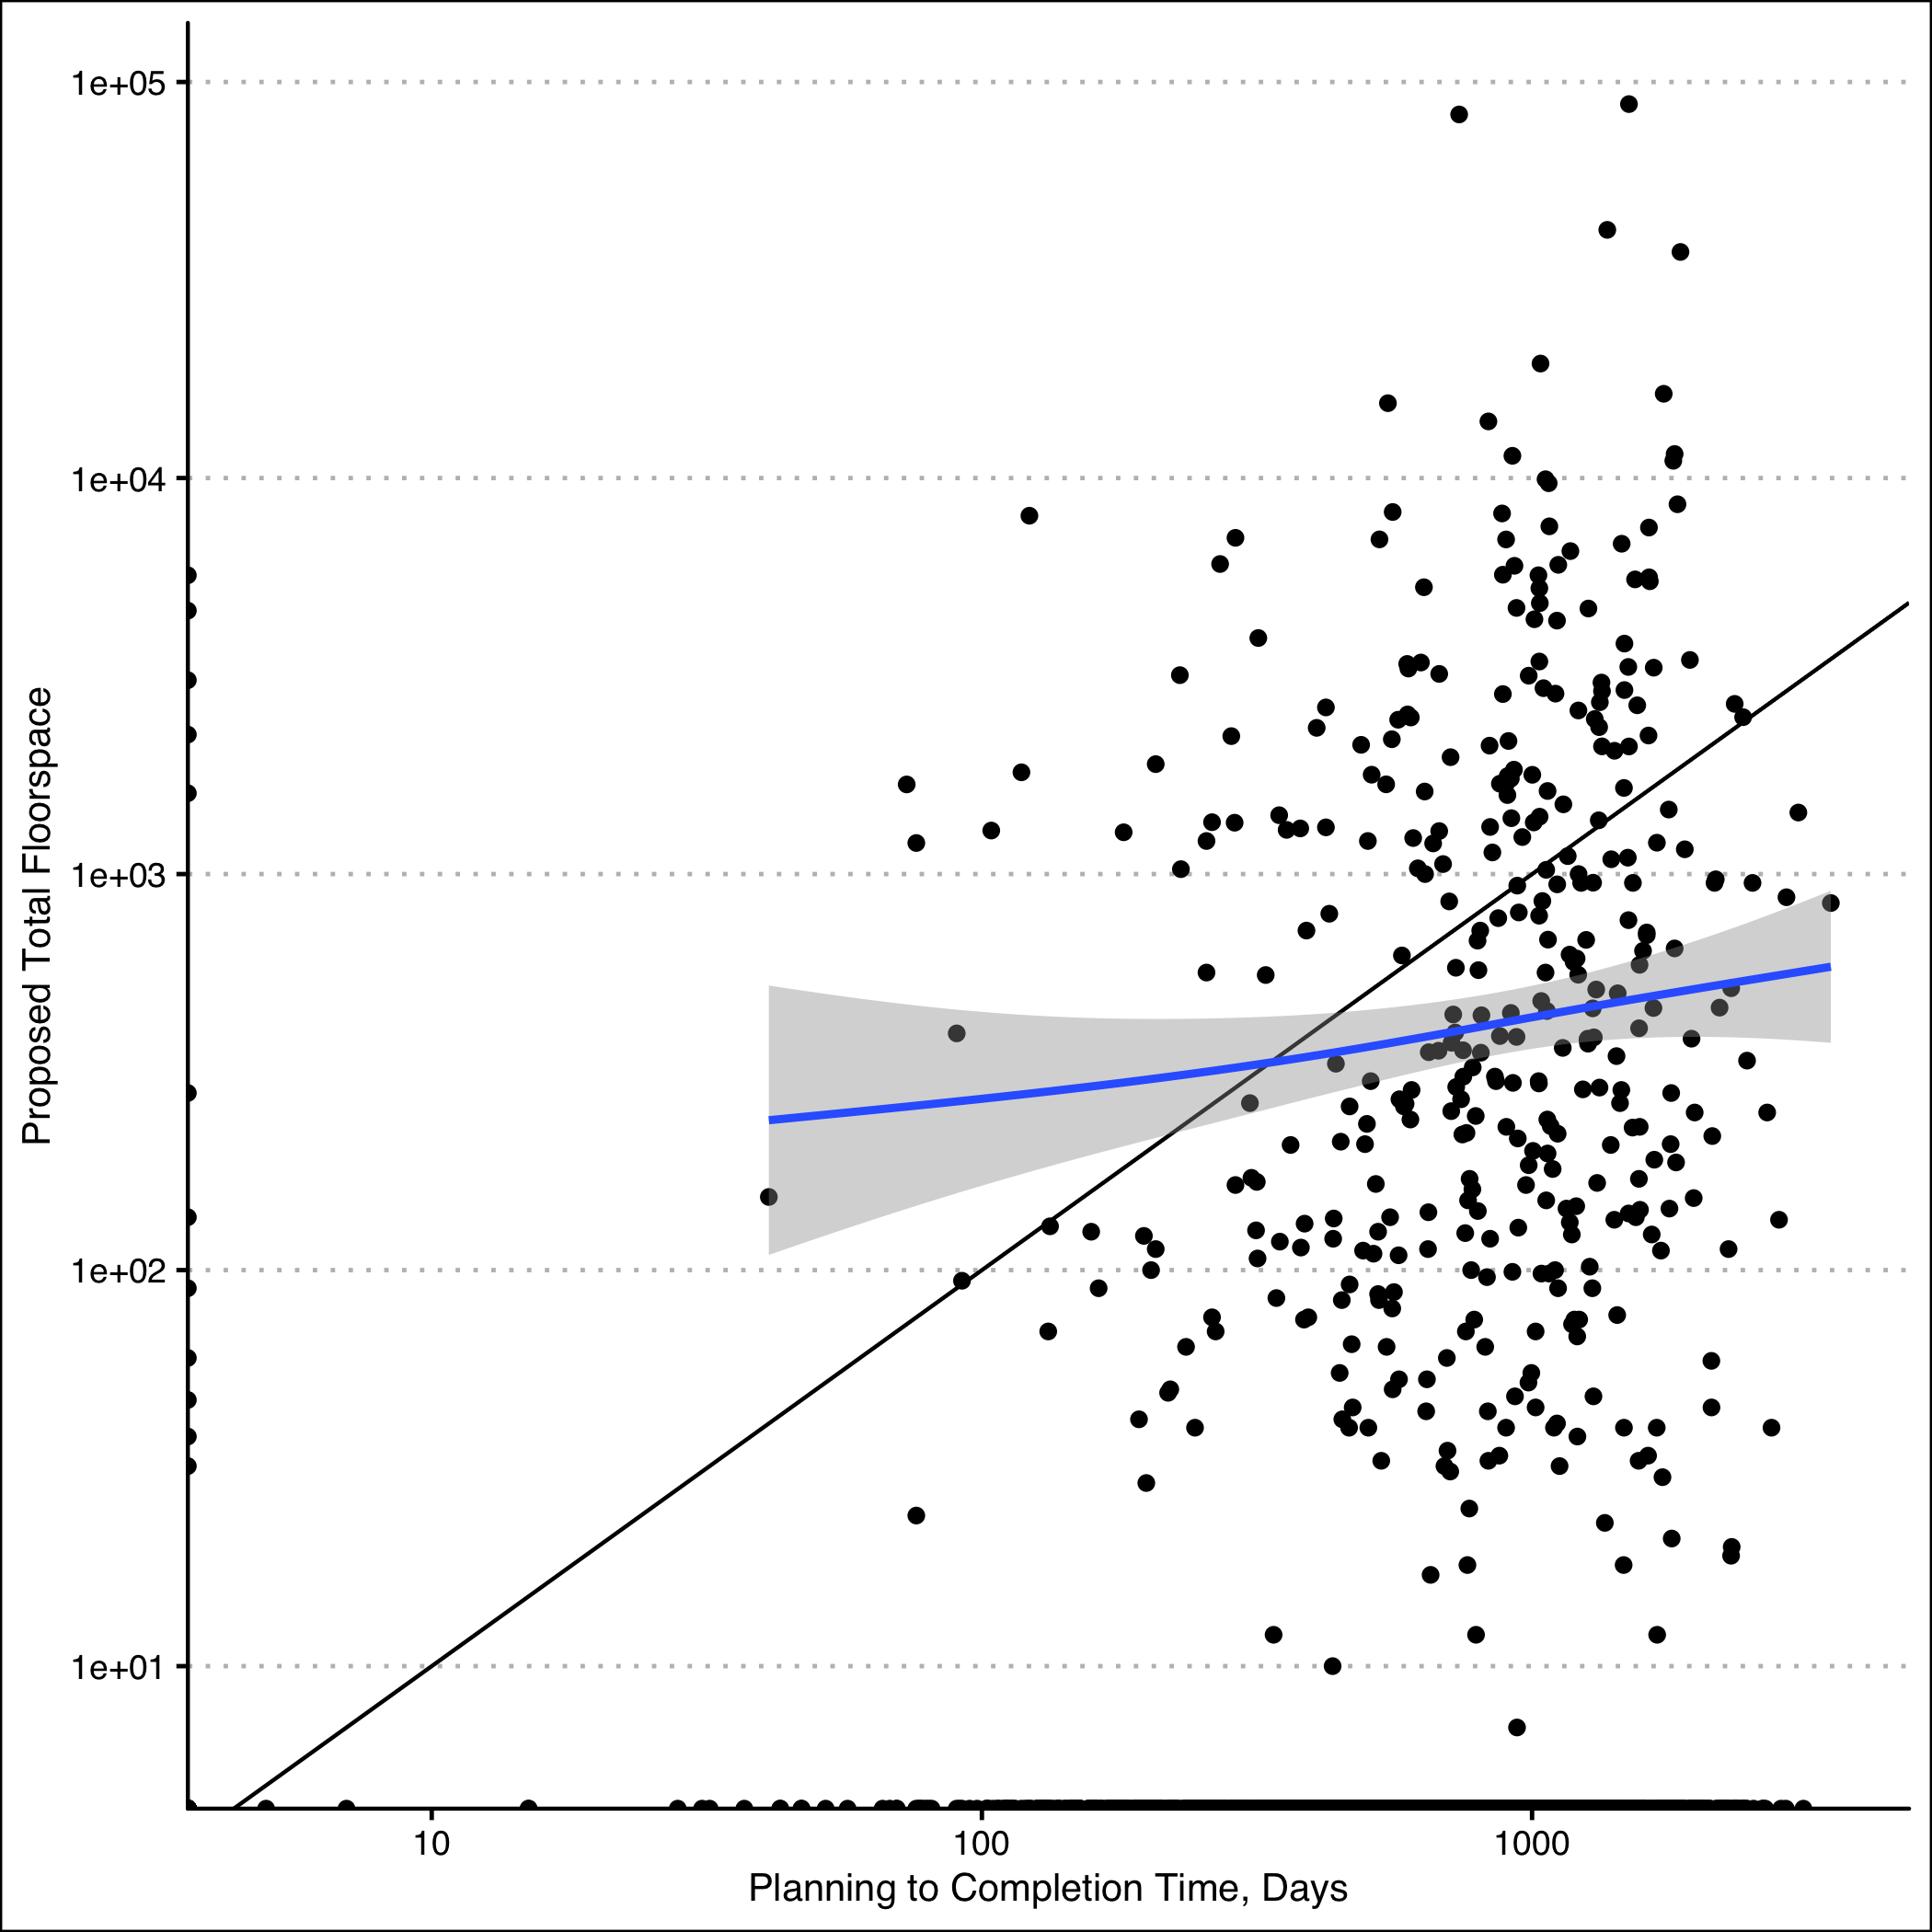 Proposed Total Floorspace
1e+05
1e+04
1e+03
1e+02
1e+01
10 100 1000
Planning to Completion Time, Days